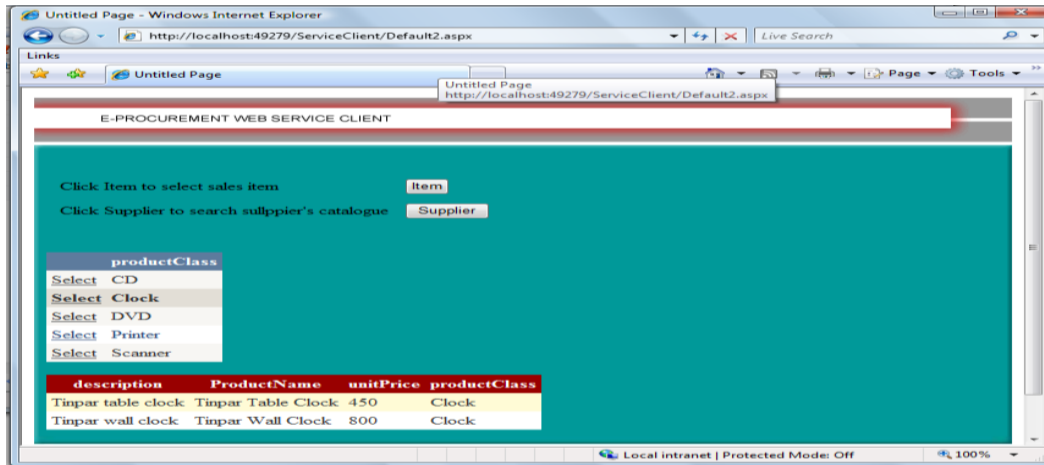 Untitled Page - Windows Internet Explorer
http://localhost:49279/ServiceClient/Default2.aspx
Live Search
Links
Untitled Page
Page
Tools
Untitled Page
http://localhost:49279/ServiceClient/Default2.aspx
E-PROCUREMENT WEB SERVICE CLIENT
Click Item to select sales item Item
Click Supplier to search sullppier's catalogue Supplier
productClass
Select CD
Select Clock
Select DVD
Select Printer
Select Scanner
description ProductName unitPrice productClass
Tinpar table clock Tinpar Table Clock 450 Clock
Tinpar wall clock Tinpar Wall Clock 800 Clock
Local intranet | Protected Mode: Off 100%